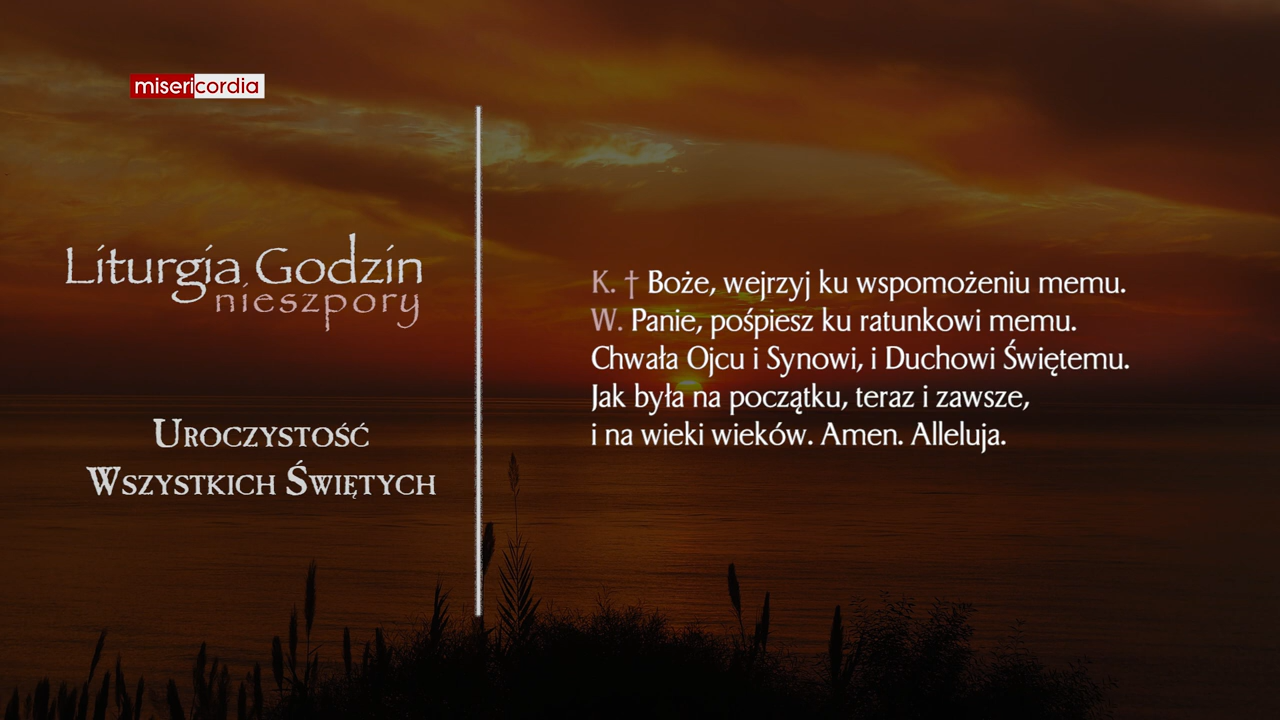 misericordia
Liturgia Godzin
nieszpory
Uroczystość
Wszystkich Świętych
K. † Boże, wejrzyj ku wspomożeniu memu.
W. Panie, pośpiesz ku ratunkowi memu.
Chwała Ojcu i Synowi, i Duchowi Świętemu.
Jak była na początku, teraz i zawsze,
i na wieki wieków. Amen. Alleluja.